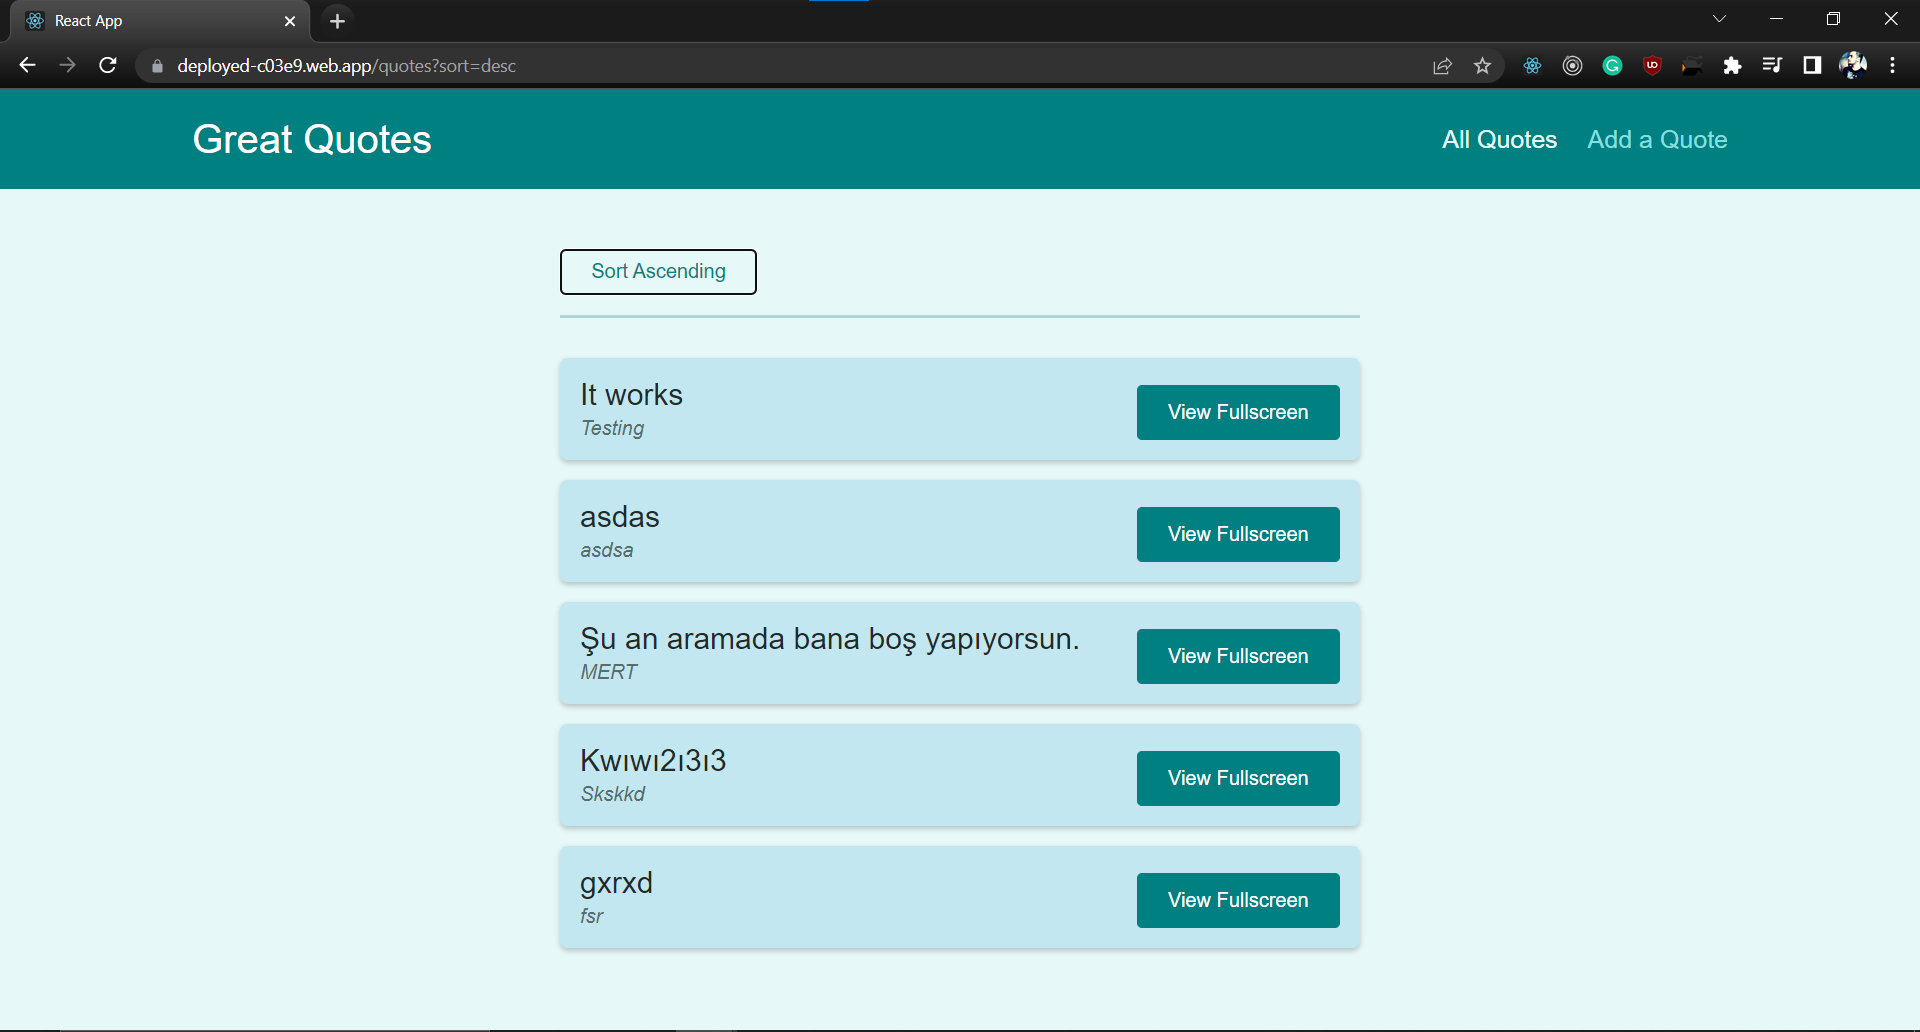 React App
deployed-c03e9.web.app/quotes?sort=desc
Great Quotes
All Quotes
Add a Quote
Sort Ascending
It works
Testing
View Fullscreen
asdas
asdsa
View Fullscreen
Şu an aramada bana boş yapıyorsun.
MERT
View Fullscreen
Kwıwı2ı3ı3
Skskkd
View Fullscreen
gxrxd
fsr
View Fullscreen